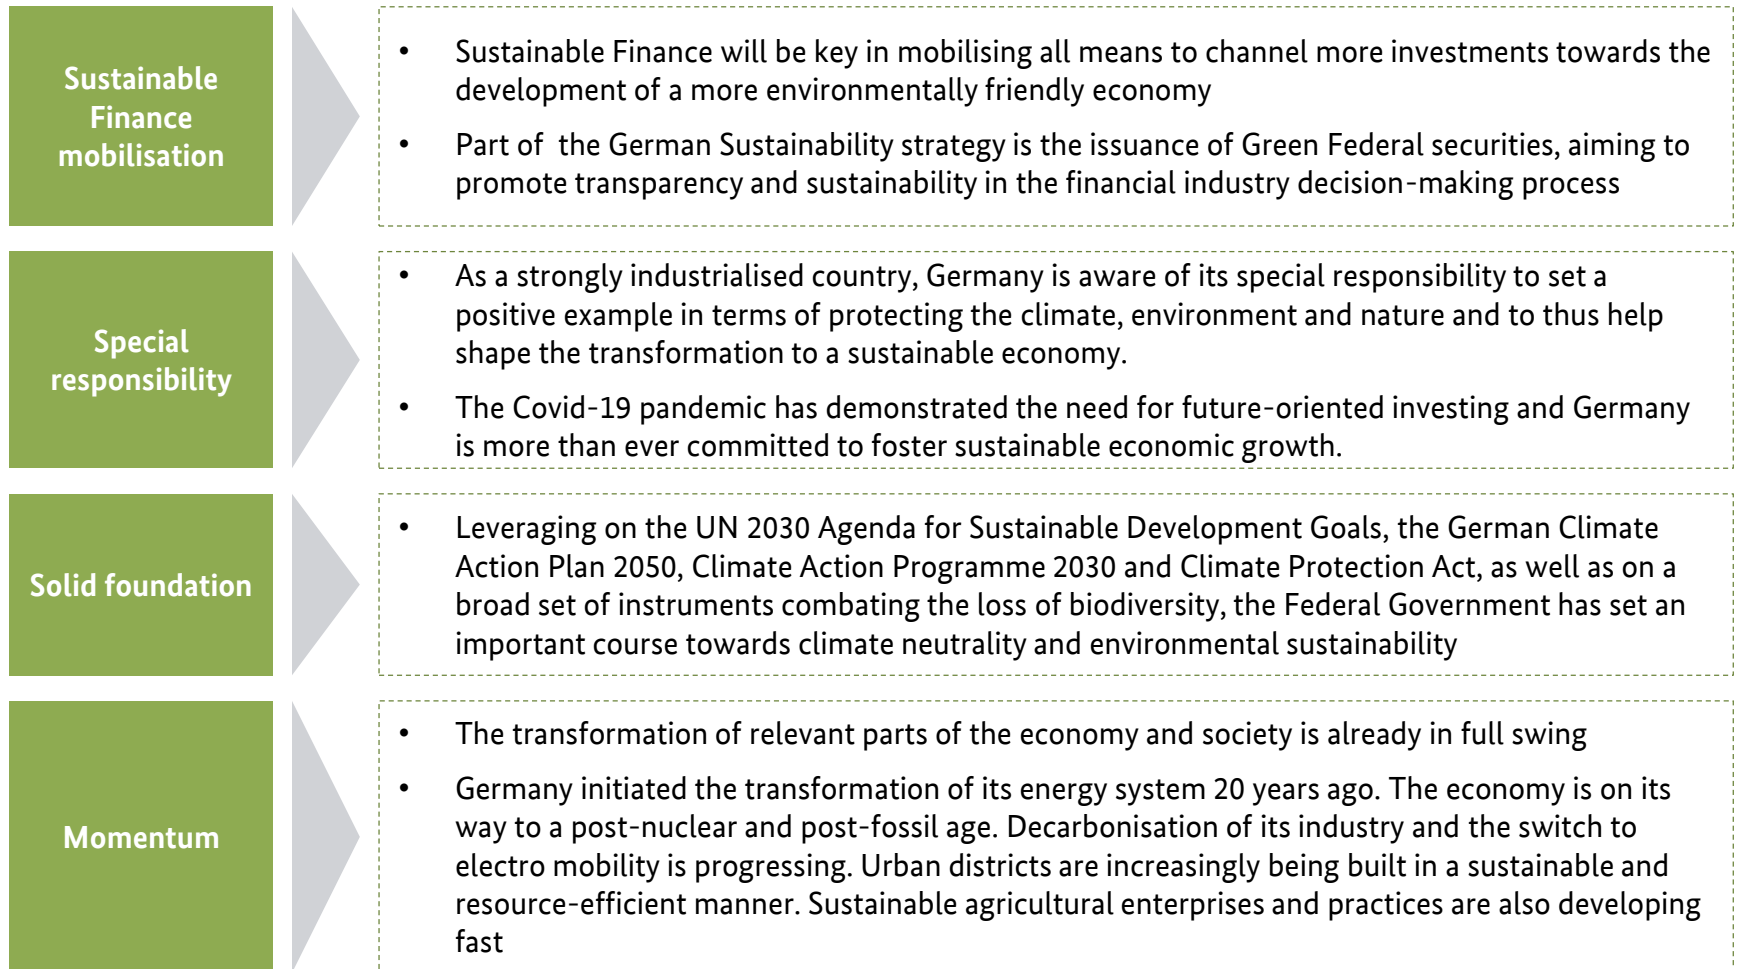 Sustainable
Finance
mobilisation
• Sustainable Finance will be key in mobilising all means to channel more investments towards the
development of a more environmentally friendly economy
• Part of  the German Sustainability strategy is the issuance of Green Federal securities, aiming to
promote transparency and sustainability in the financial industry decision-making process
Special
responsibility
• As a strongly industrialised country, Germany is aware of its special responsibility to set a
positive example in terms of protecting the climate, environment and nature and to thus help
shape the transformation to a sustainable economy.
• The Covid-19 pandemic has demonstrated the need for future-oriented investing and Germany
is more than ever committed to foster sustainable economic growth.
Solid foundation
• Leveraging on the UN 2030 Agenda for Sustainable Development Goals, the German Climate
Action Plan 2050, Climate Action Programme 2030 and Climate Protection Act, as well as on a
broad set of instruments combating the loss of biodiversity, the Federal Government has set an
important course towards climate neutrality and environmental sustainability
Momentum
• The transformation of relevant parts of the economy and society is already in full swing
• Germany initiated the transformation of its energy system 20 years ago. The economy is on its
way to a post-nuclear and post-fossil age. Decarbonisation of its industry and the switch to
electro mobility is progressing. Urban districts are increasingly being built in a sustainable and
resource-efficient manner. Sustainable agricultural enterprises and practices are also developing
fast